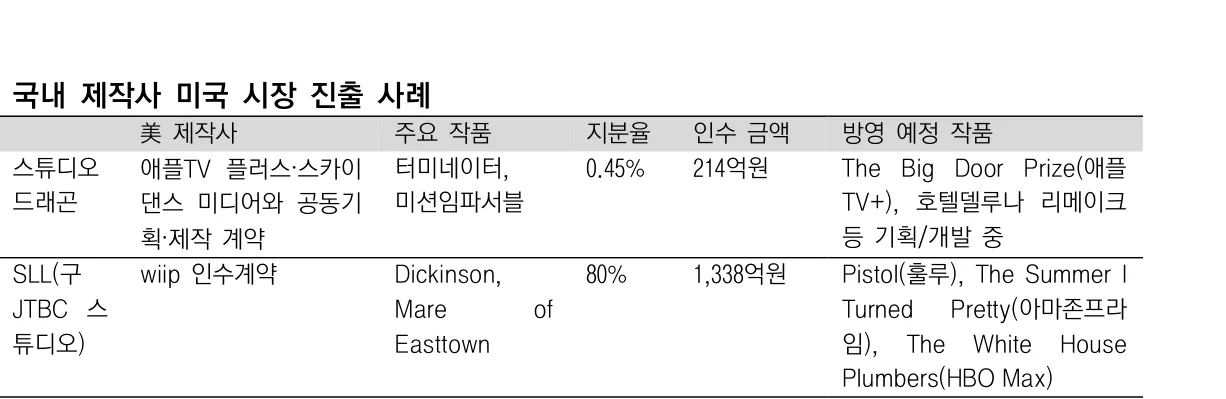 국내 제작사 미국 시장 진출 사례
美 제작사 주요 작품 지분율 인수 금액 방영 예정 작품
스튜디오 애플TV 플러스·스카이 터미네이터, 0.45% 214억원 The Big Door Prize(애플
드래곤 댄스 미디어와 공동기 미션임파서블 TV+), 호텔델루나 리메이크
획·제작 계약 등 기획/개발 중
SLL(구 wiip 인수계약 Dickinson, 80% 1,338억원 Pistol(훌루), The Summer I
JTBC 스 Mare of Turned Pretty(아마존프라
튜디오) Easttown 임), The White House
Plumbers(HBO Max)